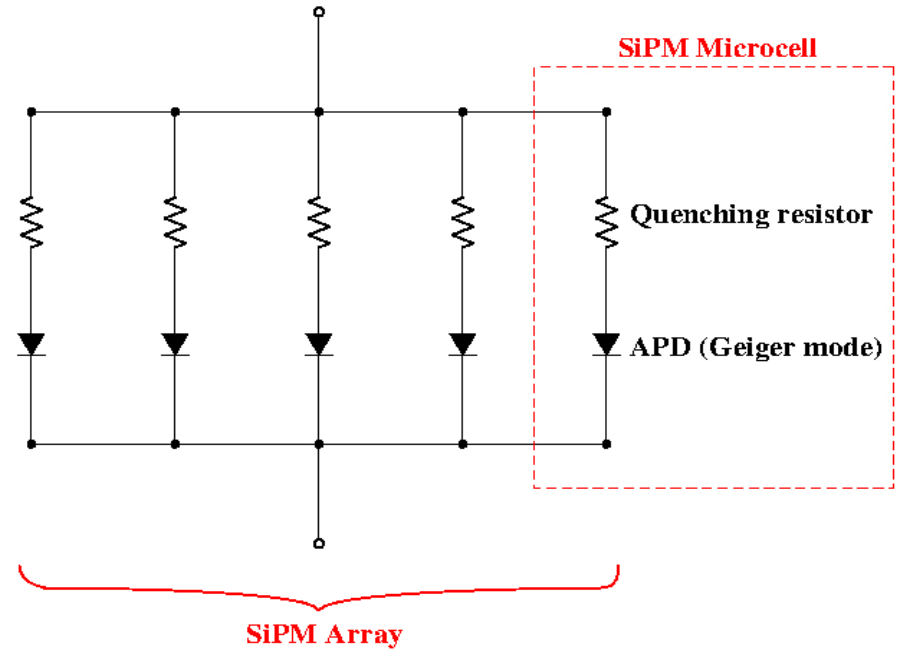 SiPM Microcell
Quenching resistor
APD (Geiger mode)
SiPM Array